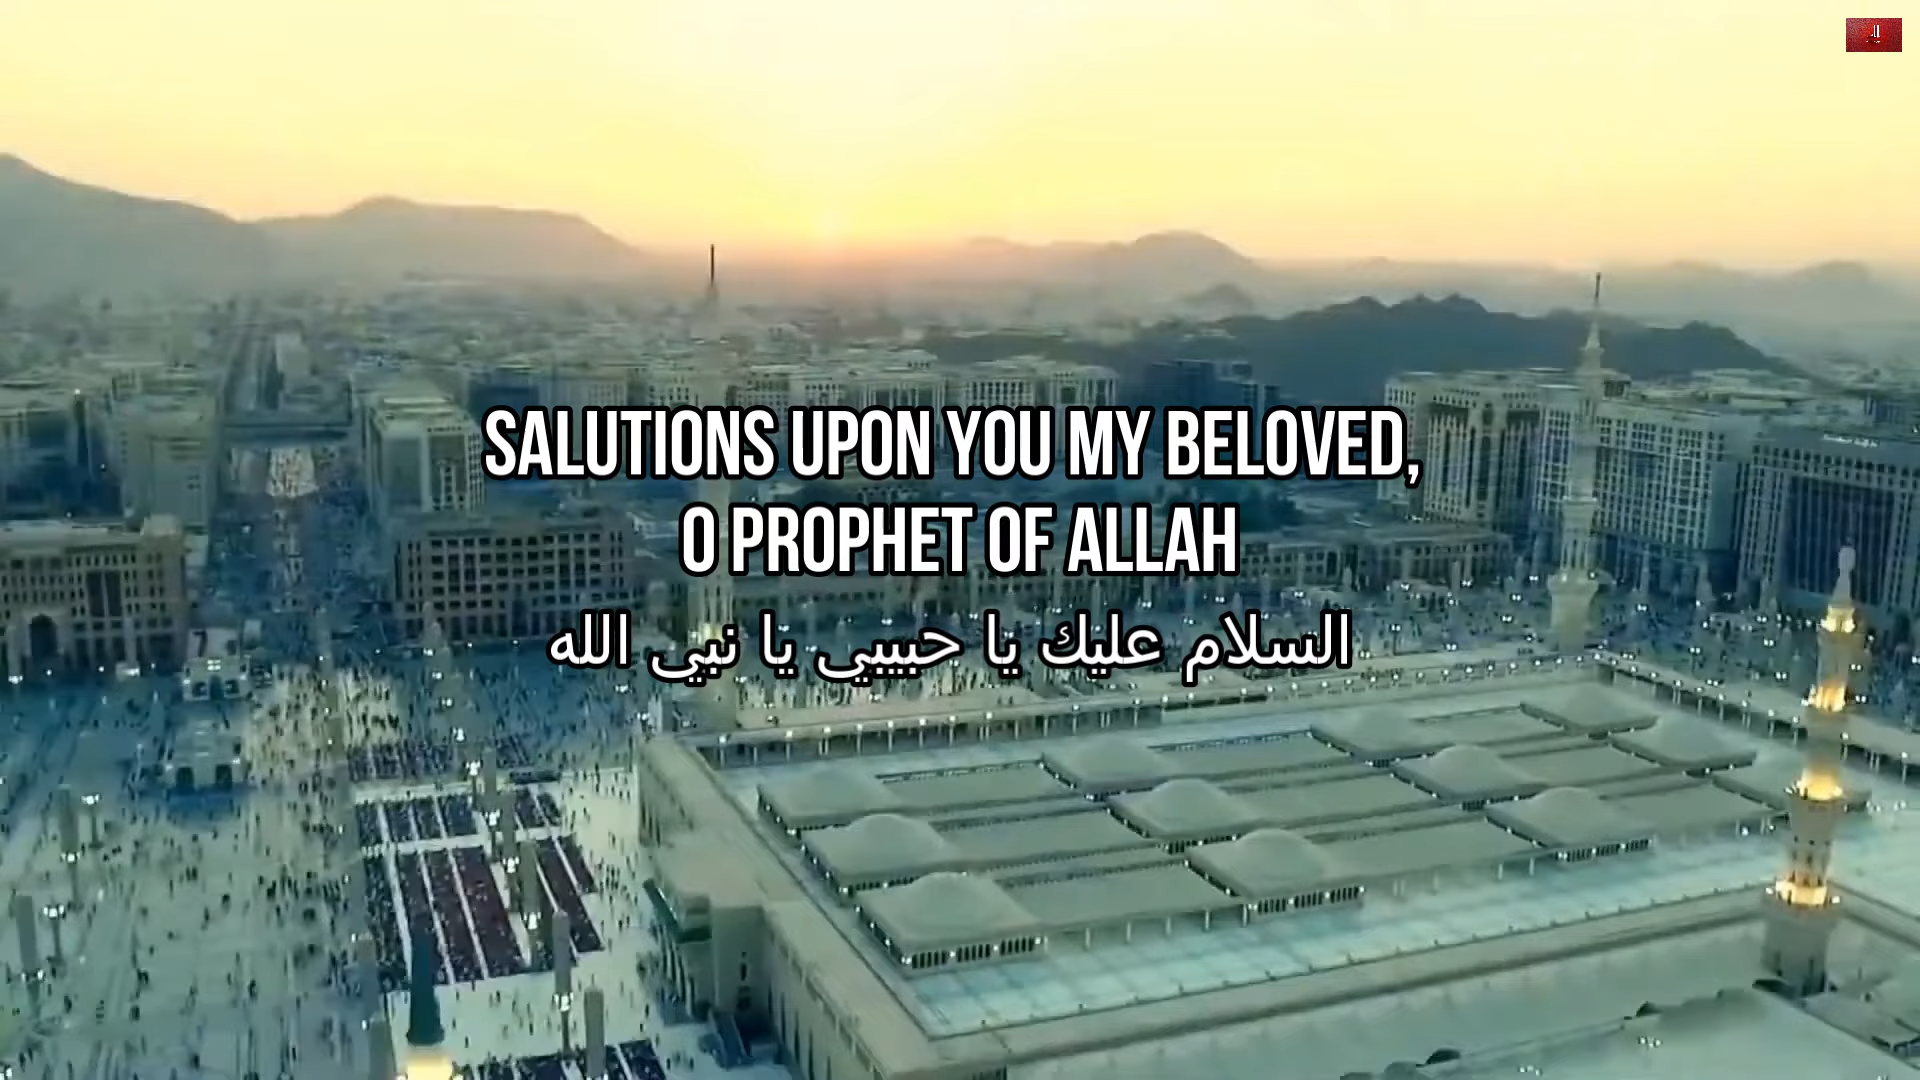 SALUTIONS UPON YOU MY BELOVED,
O PROPHET OF ALLAH
السلام عليك يا حبيبي يا نبي الله